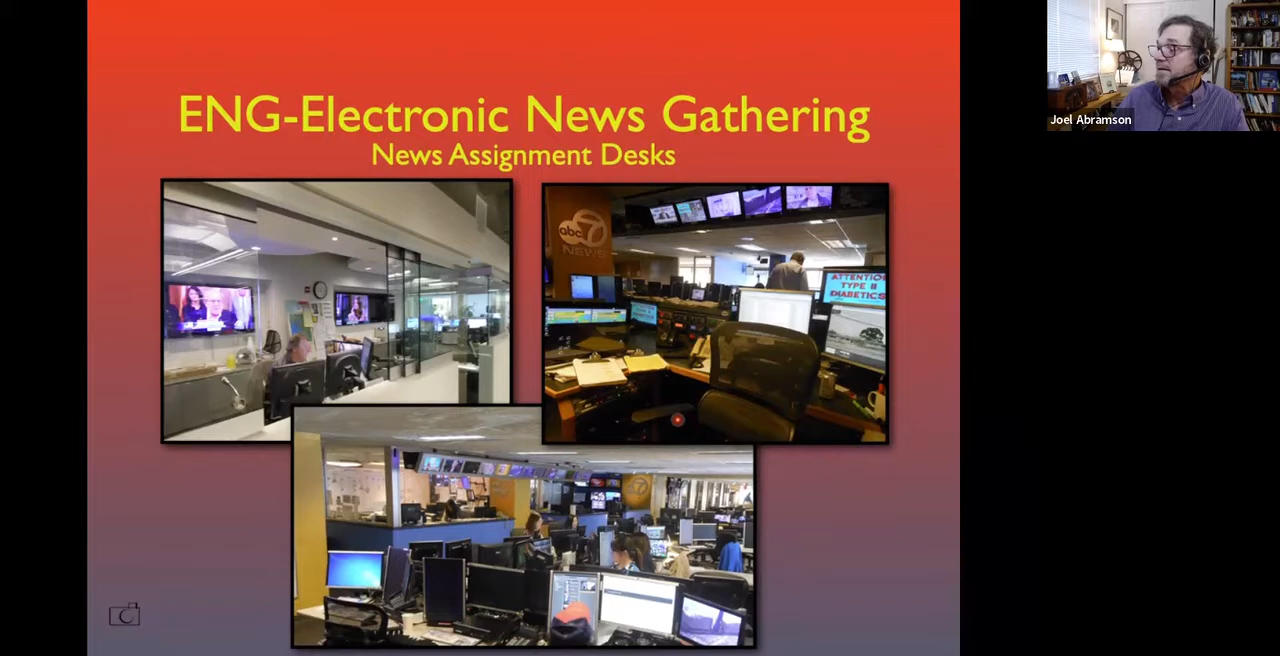 ENG-Electronic News Gathering
News Assignment Desks
abc 7
NEWS
ATTENTION
TYPE II
DIABETICS
Joel Abramson